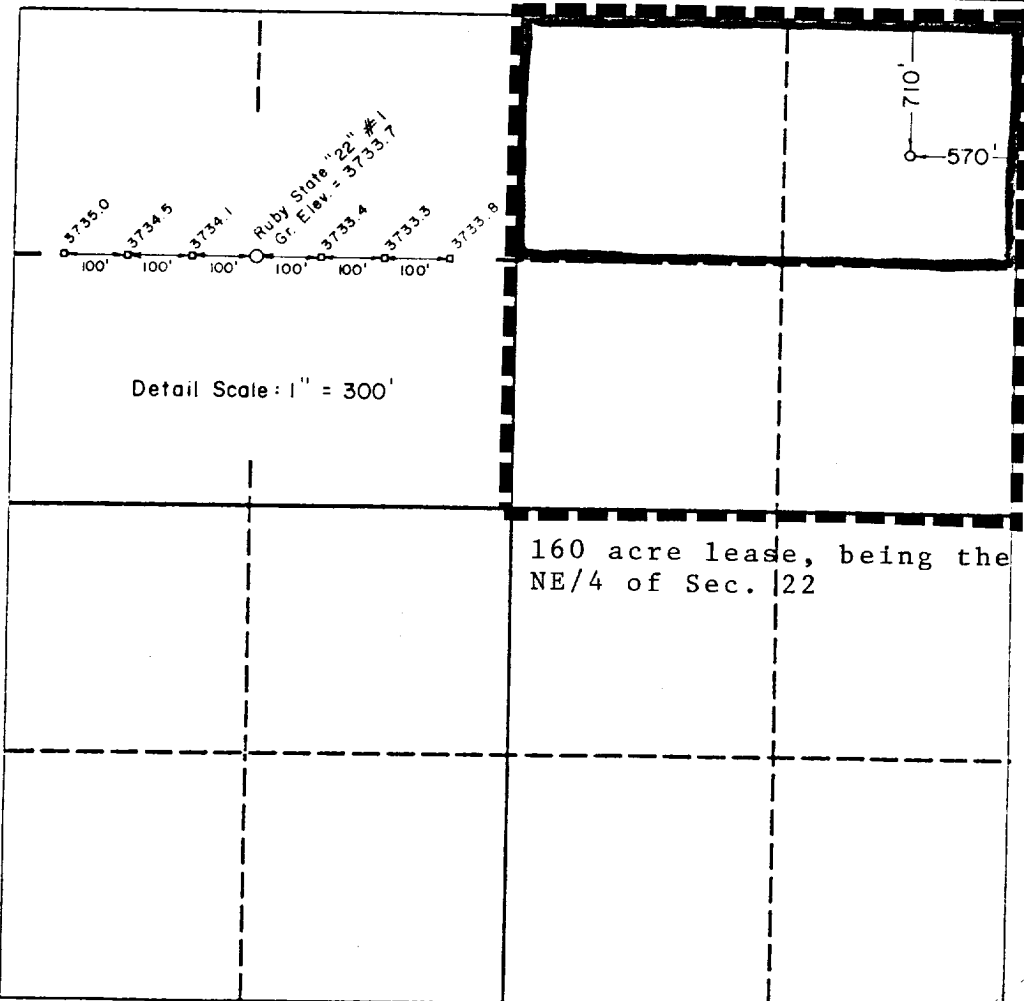 710'
570'
Ruby State "22" #1
Gr. Elev. = 3733.7
3735.0
3734.5
3734.1
3733.4
3733.3
3733.8
100'
100'
100'
100'
100'
100'
Detail Scale : 1" = 300'
160 acre lease, being the
NE/4 of Sec. 22